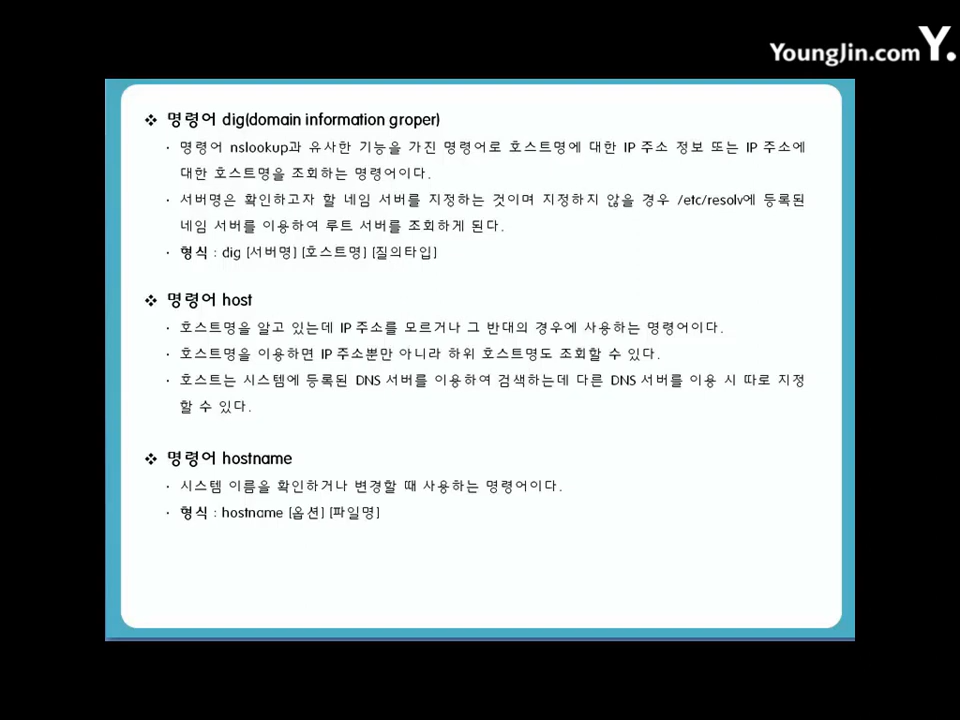 YoungJin.com Y.
❖ 명령어 dig(domain information groper)
· 명령어 nslookup과 유사한 기능을 가진 명령어로 호스트명에 대한 IP 주소 정보 또는 IP 주소에
대한 호스트명을 조회하는 명령어이다.
· 서버명은 확인하고자 할 네임 서버를 지정하는 것이며 지정하지 않을 경우 /etc/resolv에 등록된
네임 서버를 이용하여 루트 서버를 조회하게 된다.
· 형식 : dig [서버명] [호스트명] [질의타입]
❖ 명령어 host
· 호스트명을 알고 있는데 IP 주소를 모르거나 그 반대의 경우에 사용하는 명령어이다.
· 호스트명을 이용하면 IP 주소뿐만 아니라 하위 호스트명도 조회할 수 있다.
· 호스트는 시스템에 등록된 DNS 서버를 이용하여 검색하는데 다른 DNS 서버를 이용 시 따로 지정
할 수 있다.
❖ 명령어 hostname
· 시스템 이름을 확인하거나 변경할 때 사용하는 명령어이다.
· 형식 : hostname [옵션] [파일명]